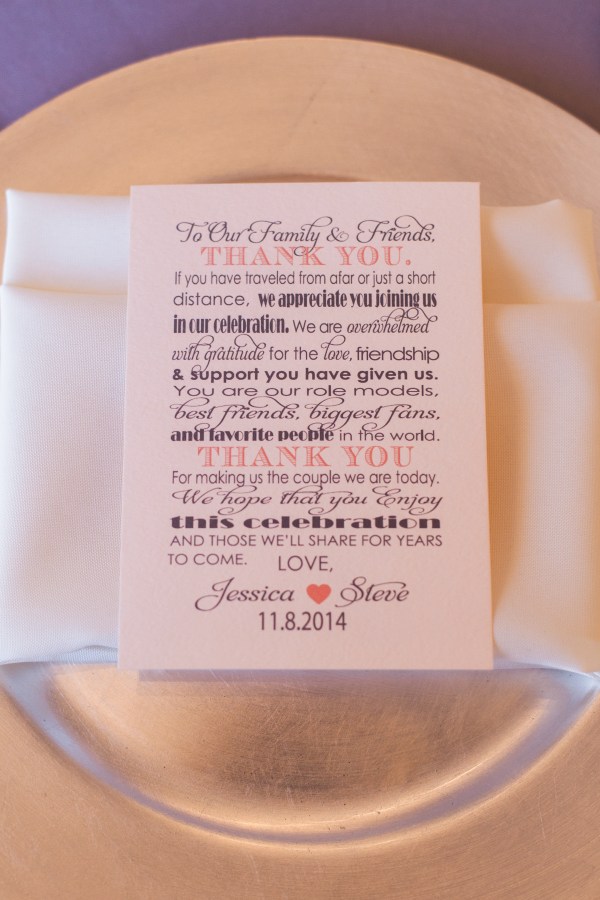 To Our Family & Friends,
THANK YOU.
If you have traveled from afar or just a short
distance, we appreciate you joining us
in our celebration. We are overwhelmed
with gratitude for the love, friendship
& support you have given us.
You are our role models,
best friends, biggest fans,
and favorite people in the world.
THANK YOU
For making us the couple we are today.
We hope that you Enjoy
this celebration
AND THOSE WE'LL SHARE FOR YEARS
TO COME. LOVE,
Jessica ♥ Steve
11.8.2014